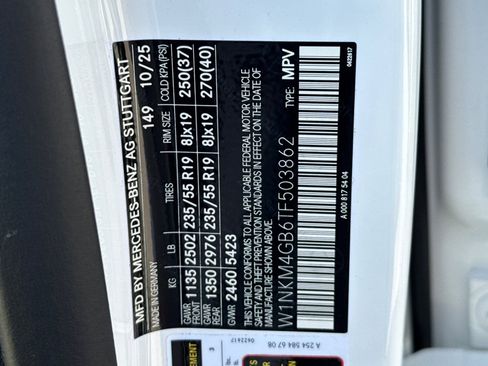 MFD BY MERCEDES-BENZ AG STUTTGART
MADE IN GERMANY 149 10/25
KG LB TIRES RIM SIZE COLD KPA (PSI)
GAWR FRONT 1135 2502 235/55 R19 8Jx19 250(37)
GAWR REAR 1350 2976 235/55 R19 8Jx19 270(40)
GVWR 2460 5423
THIS VEHICLE CONFORMS TO ALL APPLICABLE FEDERAL MOTOR VEHICLE
SAFETY AND THEFT PREVENTION STANDARDS IN EFFECT ON THE DATE OF
MANUFACTURE SHOWN ABOVE.
TYPE: MPV
W1NKM4GB6TF503862
A 000 817 54 04
0622617
0622617
3
A 254 584 67 08